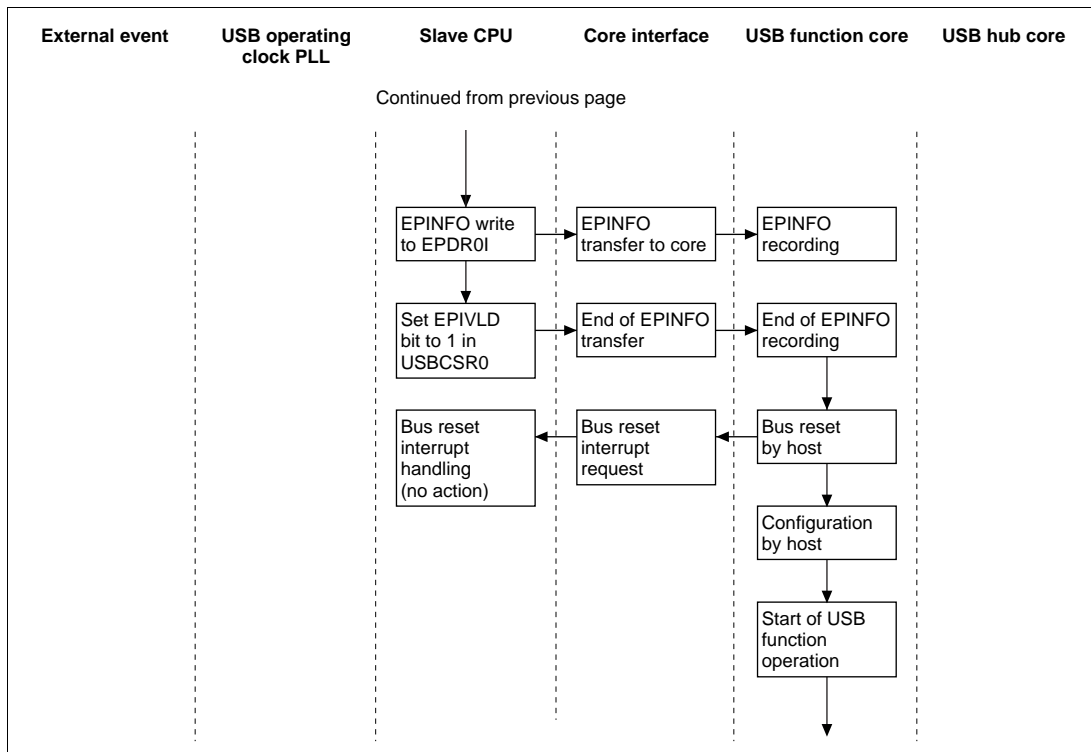 External event
USB operating
clock PLL
Slave CPU
Core interface
USB function core
USB hub core
Continued from previous page
EPINFO write
to EPDR0I
EPINFO
transfer to core
EPINFO
recording
Set EPIVLD
bit to 1 in
USBCSR0
End of EPINFO
transfer
End of EPINFO
recording
Bus reset
interrupt
handling
(no action)
Bus reset
interrupt
request
Bus reset
by host
Configuration
by host
Start of USB
function
operation